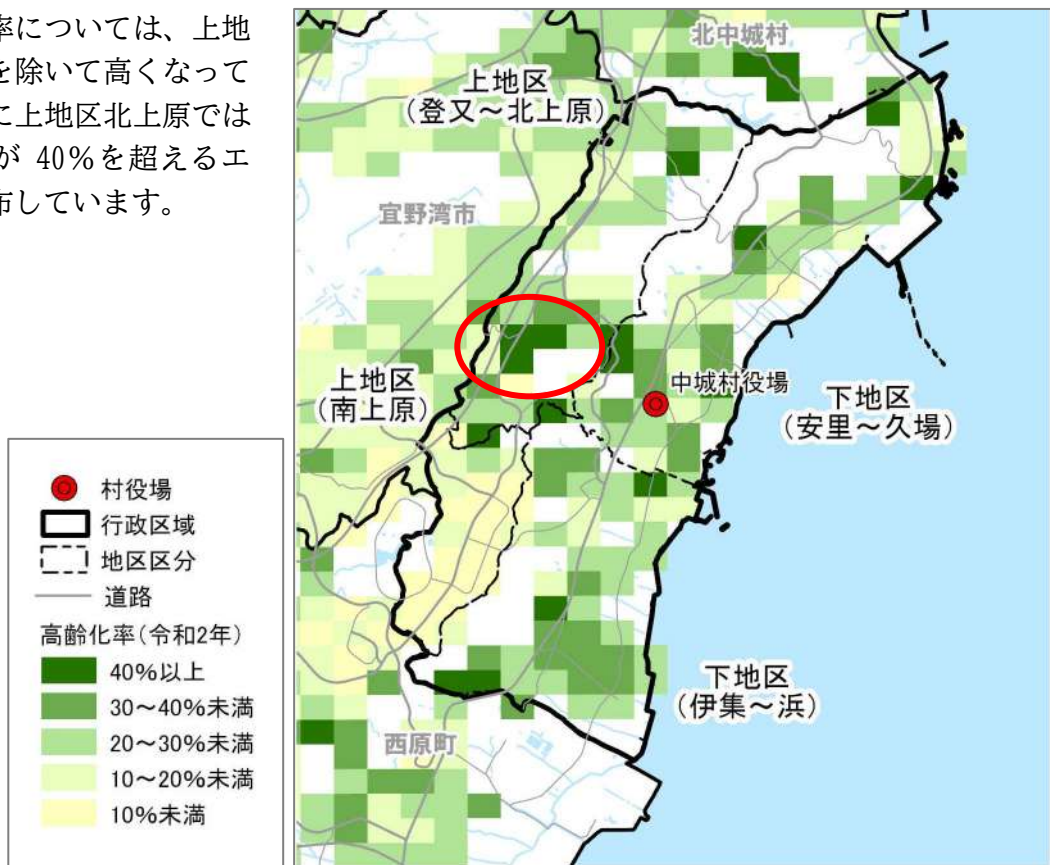 率については、上地
を除いて高くなって
に上地区北上原では
が 40%を超えるエ
布しています。
北中城村
上地区
(登又～北上原)
宜野湾市
上地区
(南上原)
中城村役場
下地区
(安里～久場)
下地区
(伊集～浜)
西原町
村役場
行政区域
地区区分
道路
高齢化率(令和2年)
40%以上
30～40%未満
20～30%未満
10～20%未満
10%未満